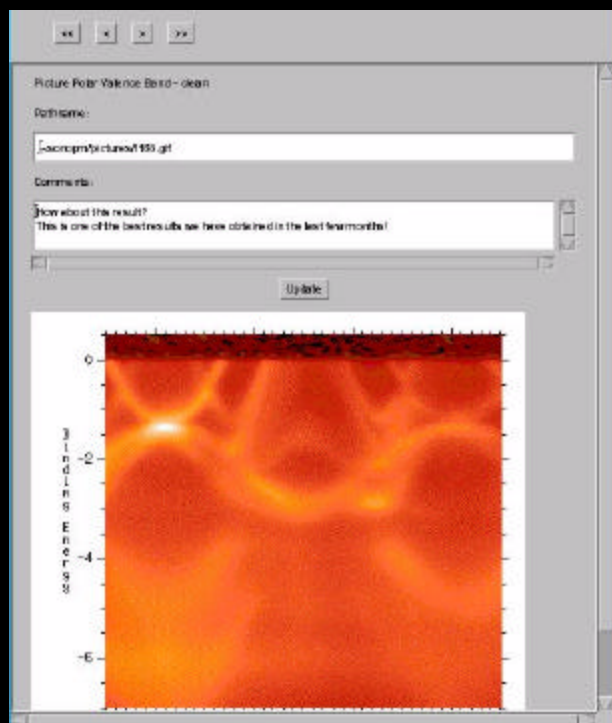 << < > >>
Picture Polar Valence Band - clean
Pathname:
Comments:
How about this result?
This is one of the best results we have obtained in the last few months!
Update
0
-2
-4
-6
Binding Energy